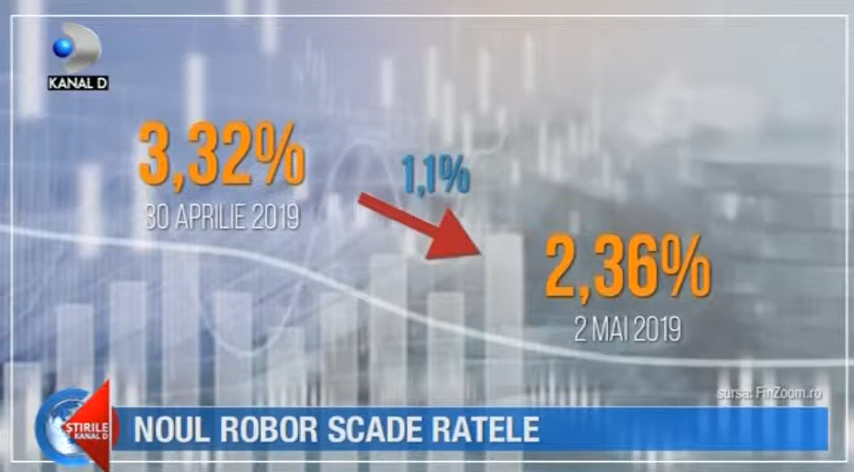 KANAL D
3,32%
30 APRILIE 2019
1,1%
2,36%
2 MAI 2019
sursa: FinZoom.ro
ȘTIRILE
KANAL D
NOUL ROBOR SCADE RATELE